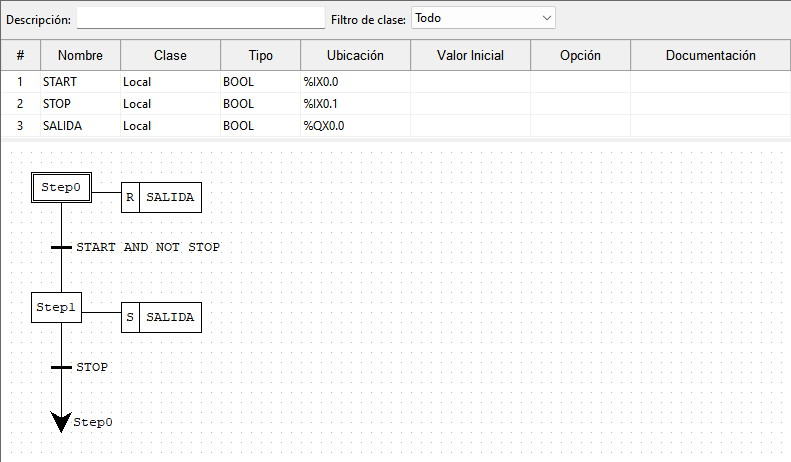 Descripción: Filtro de clase: Todo
# Nombre Clase Tipo Ubicación Valor Inicial Opción Documentación
1 START Local BOOL %IX0.0
2 STOP Local BOOL %IX0.1
3 SALIDA Local BOOL %QX0.0
Step0 R SALIDA
START AND NOT STOP
Step1 S SALIDA
STOP
Step0